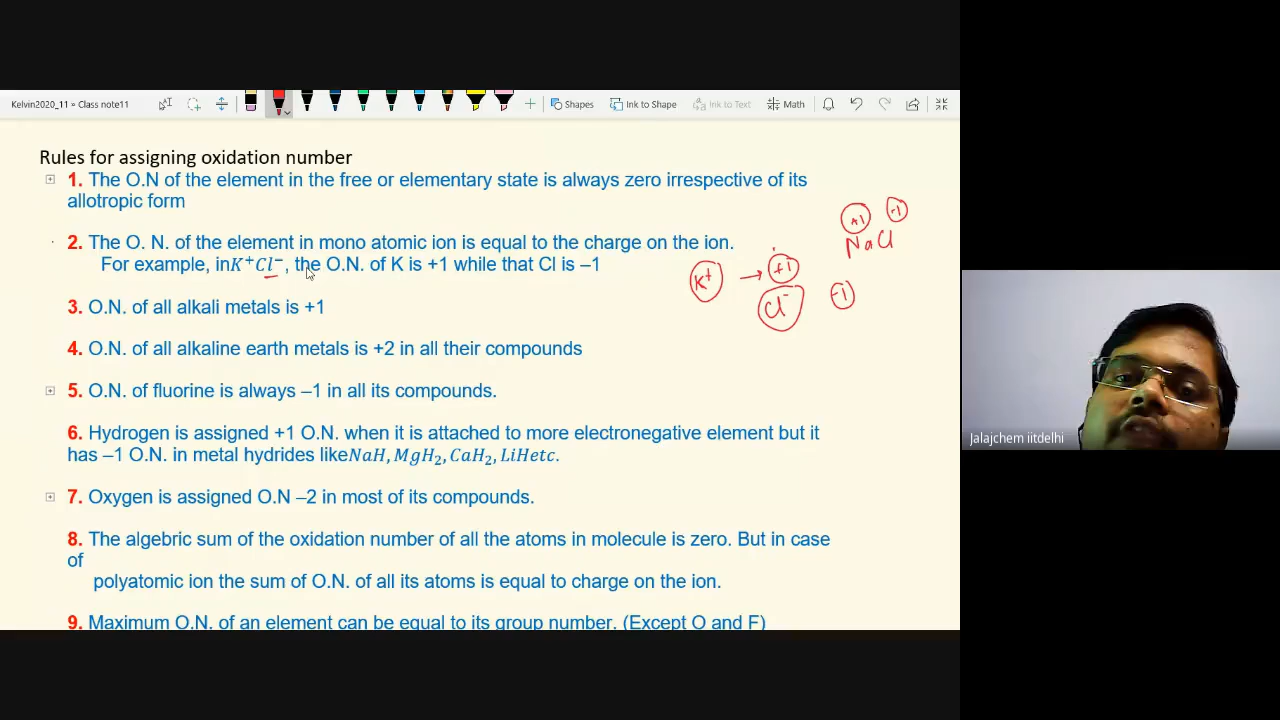 Kelvin2020_11 » Class note11
Shapes
Ink to Shape
Ink to Text
Math
Rules for assigning oxidation number
1. The O.N of the element in the free or elementary state is always zero irrespective of its
allotropic form
2. The O. N. of the element in mono atomic ion is equal to the charge on the ion.
For example, inK⁺Cl⁻, the O.N. of K is +1 while that Cl is –1
K⁺ → +1
Cl⁻ -1
+1 -1
NaCl
3. O.N. of all alkali metals is +1
4. O.N. of all alkaline earth metals is +2 in all their compounds
5. O.N. of fluorine is always –1 in all its compounds.
6. Hydrogen is assigned +1 O.N. when it is attached to more electronegative element but it
has –1 O.N. in metal hydrides likeNaH, MgH₂, CaH₂, LiHetc.
7. Oxygen is assigned O.N –2 in most of its compounds.
8. The algebric sum of the oxidation number of all the atoms in molecule is zero. But in case
of
polyatomic ion the sum of O.N. of all its atoms is equal to charge on the ion.
9. Maximum O.N. of an element can be equal to its group number. (Except O and F)
Jalajchem iitdelhi